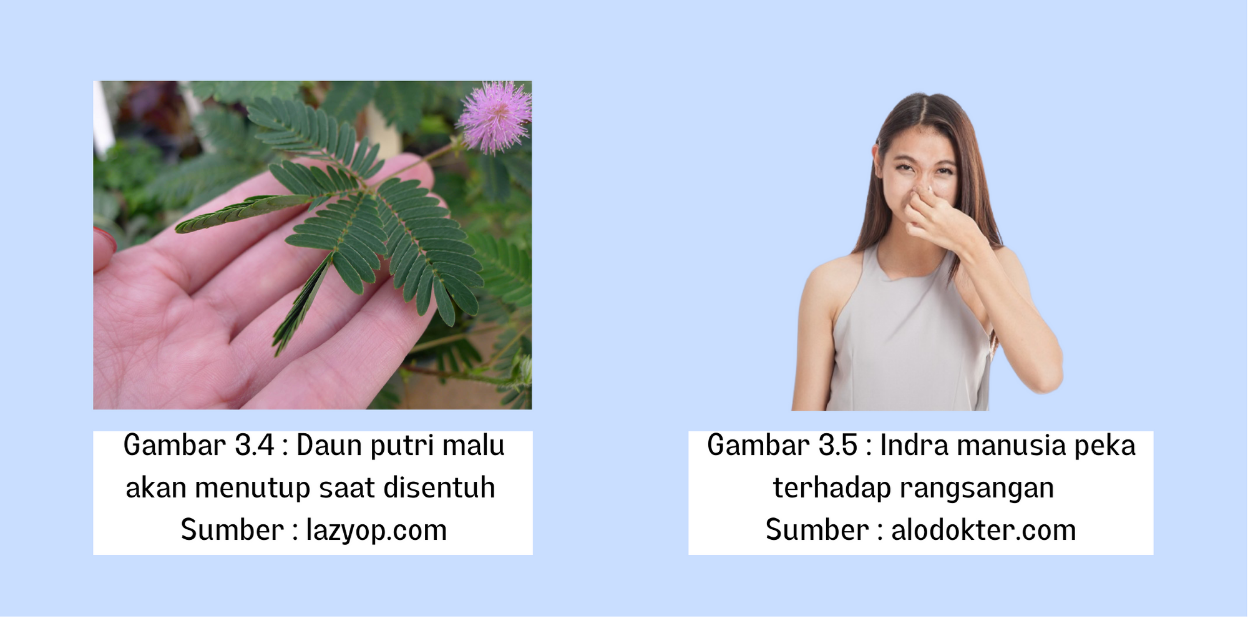 Gambar 3.4 : Daun putri malu
akan menutup saat disentuh
Sumber : lazyop.com
Gambar 3.5 : Indra manusia peka
terhadap rangsangan
Sumber : alodokter.com